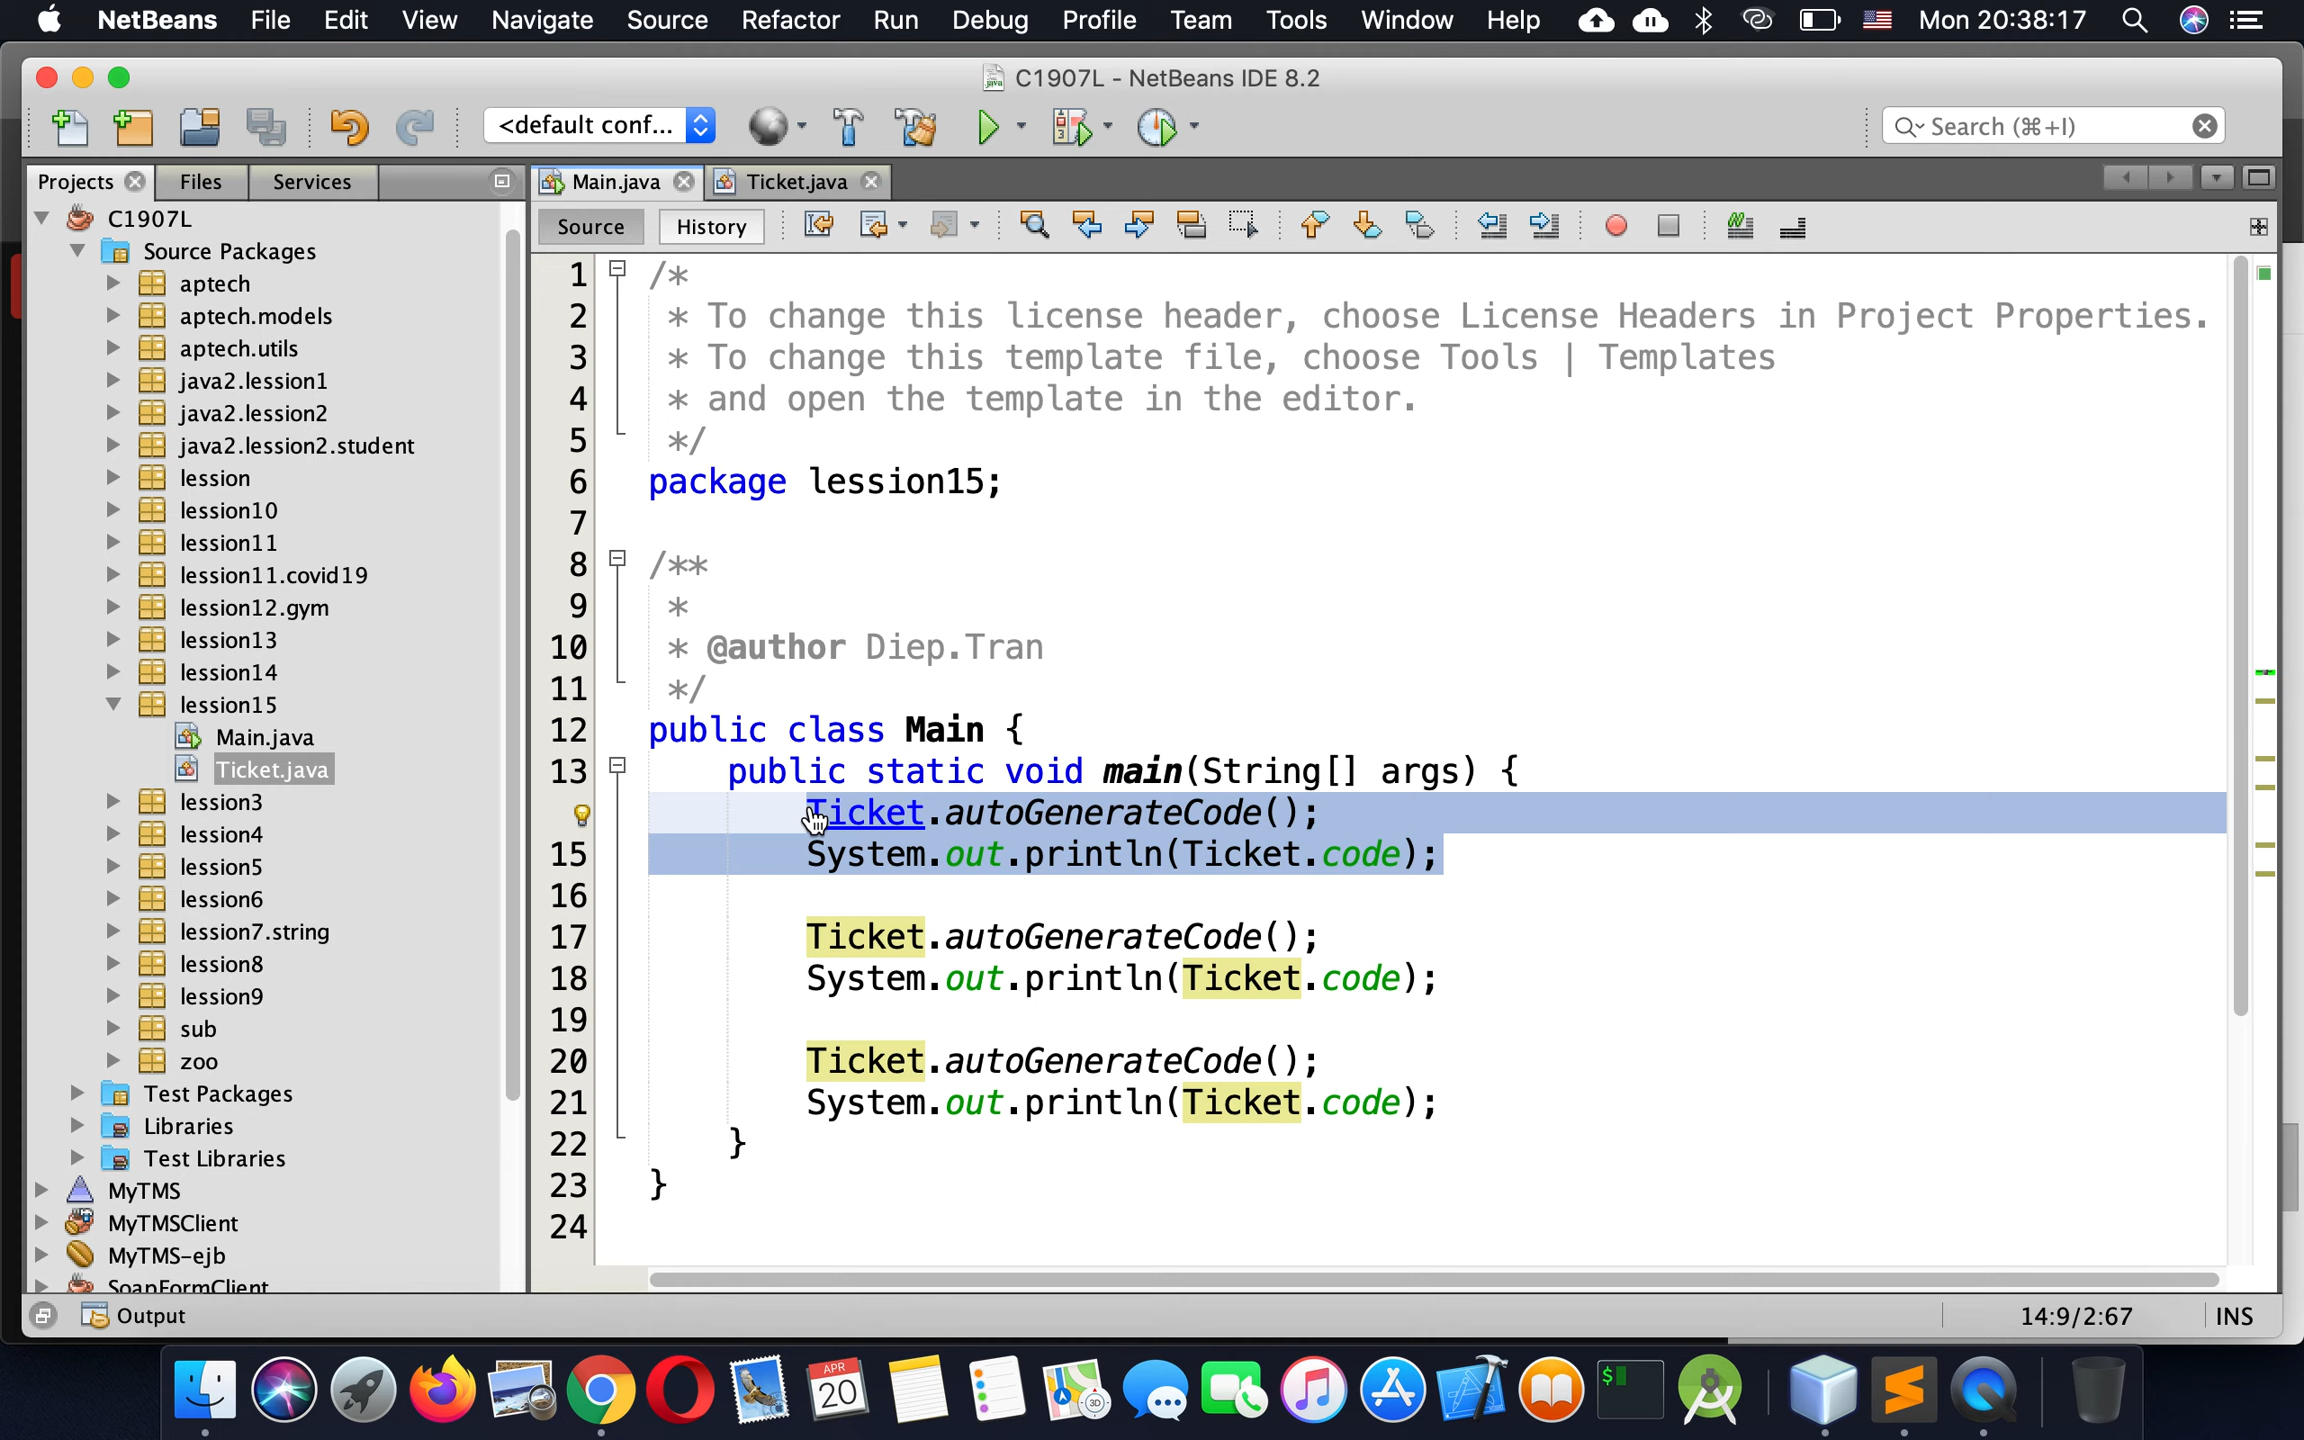 NetBeans File Edit View Navigate Source Refactor Run Debug Profile Team Tools Window Help Mon 20:38:17
C1907L - NetBeans IDE 8.2
<default conf... Search (⌘+I)
Projects Files Services Main.java Ticket.java
Source History
C1907L
Source Packages
aptech
aptech.models
aptech.utils
java2.lession1
java2.lession2
java2.lession2.student
lession
lession10
lession11
lession11.covid19
lession12.gym
lession13
lession14
lession15
Main.java
Ticket.java
lession3
lession4
lession5
lession6
lession7.string
lession8
lession9
sub
zoo
Test Packages
Libraries
Test Libraries
MyTMS
MyTMSClient
MyTMS-ejb
SoapFormClient
1 /*
2 * To change this license header, choose License Headers in Project Properties.
3 * To change this template file, choose Tools | Templates
4 * and open the template in the editor.
5 */
6 package lession15;
7
8 /**
9 *
10 * @author Diep.Tran
11 */
12 public class Main {
13 public static void main(String[] args) {
Ticket.autoGenerateCode();
15 System.out.println(Ticket.code);
16
17 Ticket.autoGenerateCode();
18 System.out.println(Ticket.code);
19
20 Ticket.autoGenerateCode();
21 System.out.println(Ticket.code);
22 }
23 }
24
Output 14:9/2:67 INS
APR
20
3D
$